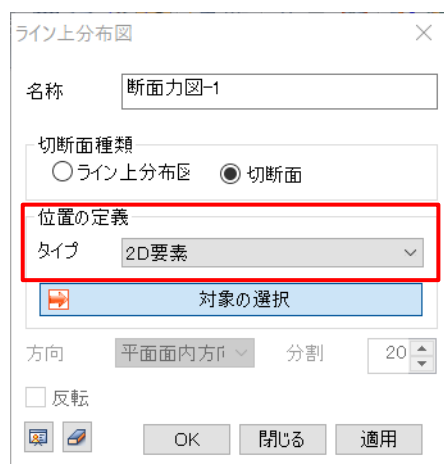 ライン上分布図
名称 断面力図-1
切断面種類
ライン上分布図 切断面
位置の定義
タイプ 2D要素
対象の選択
方向 平面面内方 分割 20
反転
OK 閉じる 適用